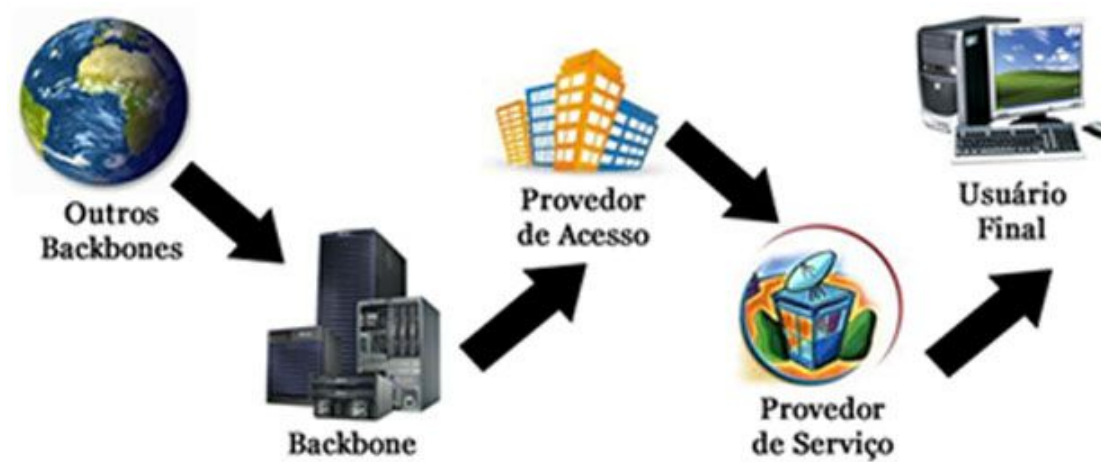 Outros
Backbones
Backbone
Provedor
de Acesso
Provedor
de Serviço
Usuário
Final